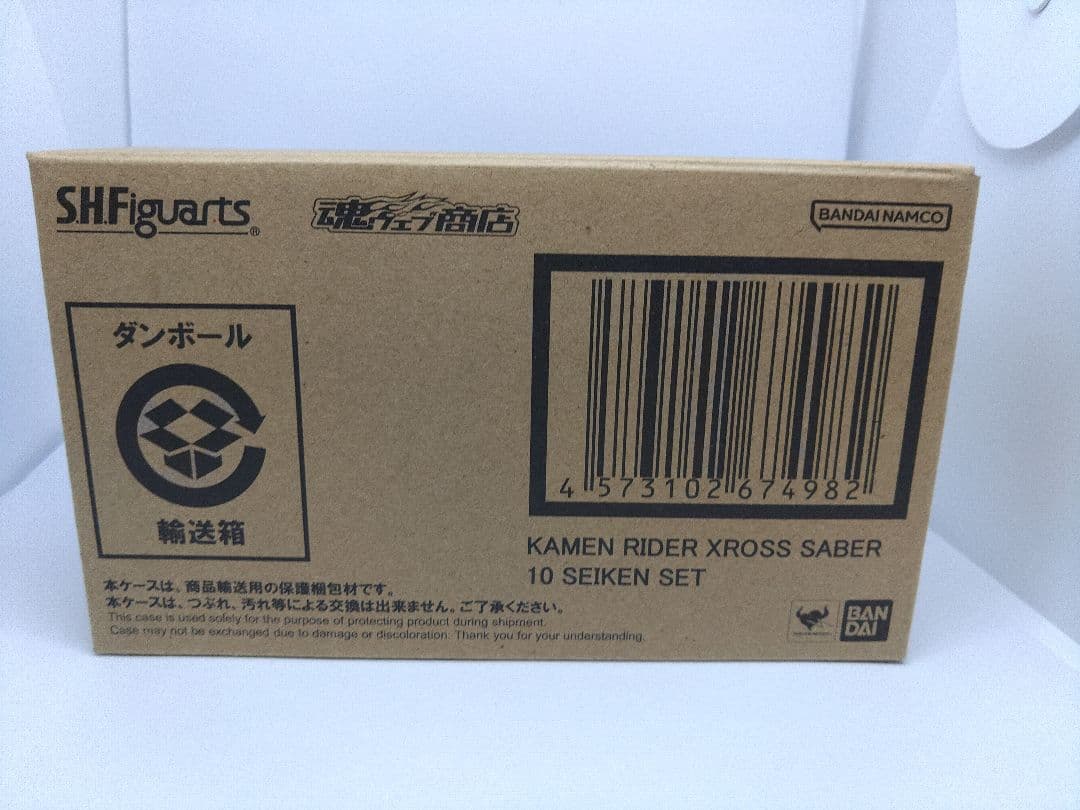 S.H.Figuarts®
魂ウェブ商店
BANDAI NAMCO
ダンボール
輸送箱
4 573102 674982
KAMEN RIDER XROSS SABER
10 SEIKEN SET
本ケースは、商品輸送用の保護梱包材です。
本ケースは、つぶれ、汚れ等による交換は出来ません。ご了承ください。
This case is used solely for the purpose of protecting product during shipment.
Case may not be exchanged due to damage or discoloration. Thank you for your understanding.
BAN
DAI